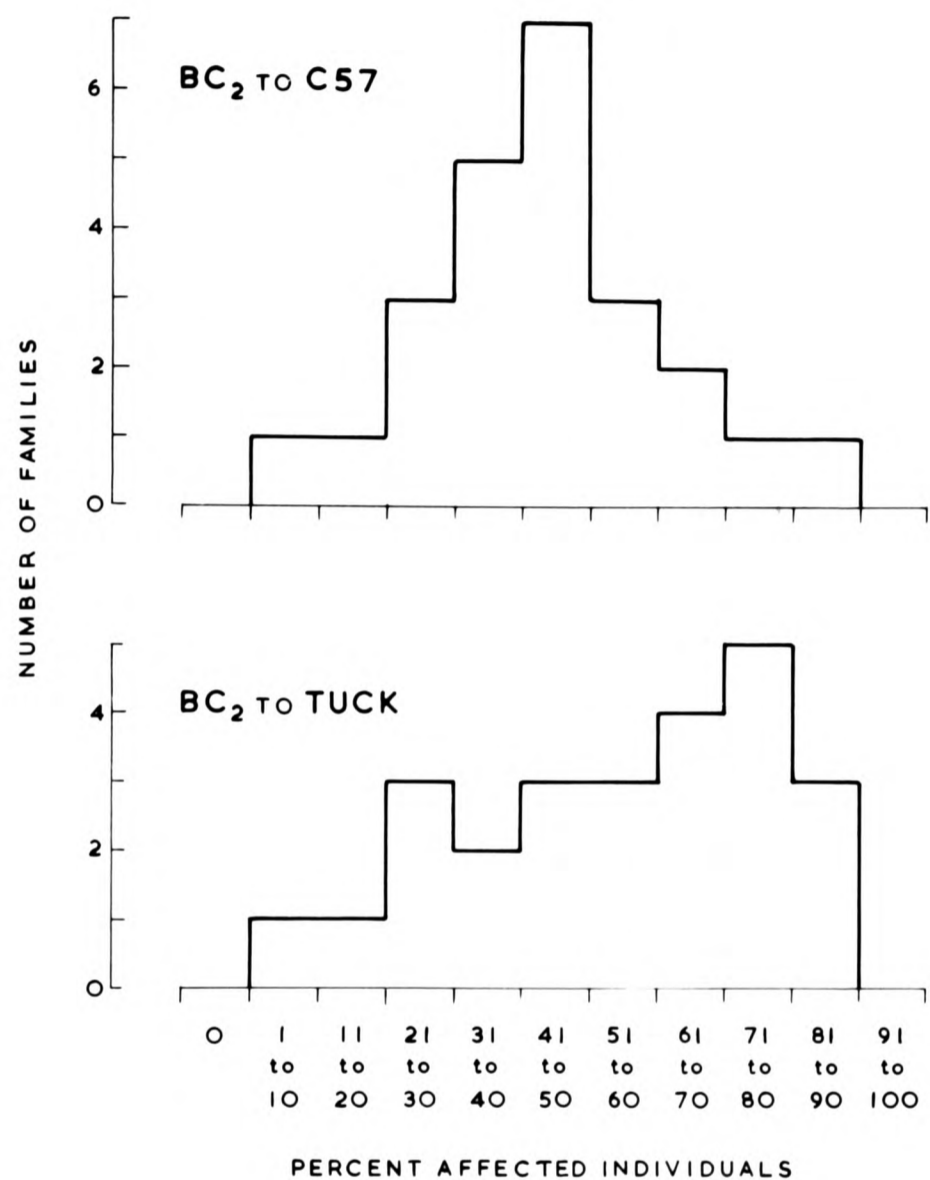 BC₂ TO C57
6
4
2
0
NUMBER OF FAMILIES
BC₂ TO TUCK
4
2
0
0 1 11 21 31 41 51 61 71 81 91
to to to to to to to to to to
10 20 30 40 50 60 70 80 90 100
PERCENT AFFECTED INDIVIDUALS